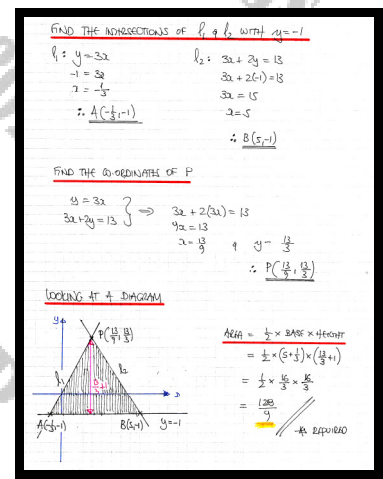 FIND THE INTERSECTIONS OF l₁ & l₂ WITH y=-1
l₁: y=3x
-1 = 3x
x = -1/3
∴ A(-1/3,-1)
l₂: 3x + 2y = 13
3x + 2(-1) = 13
3x = 15
x = 5
∴ B(5,-1)
FIND THE CO-ORDINATES OF P
y = 3x
3x+2y = 13 } ⇒ 3x + 2(3x) = 13
9x = 13
x = 13/9 & y = 13/3
∴ P(13/9, 13/3)
LOOKING AT A DIAGRAM
y
P(13/9, 13/3)
l₁
l₂
x
A(-1/3,-1)
B(5,-1)
y=-1
AREA = 1/2 × BASE × HEIGHT
= 1/2 × (5+1/3) × (13/3+1)
= 1/2 × 16/3 × 16/3
= 128/9
AS REQUIRED